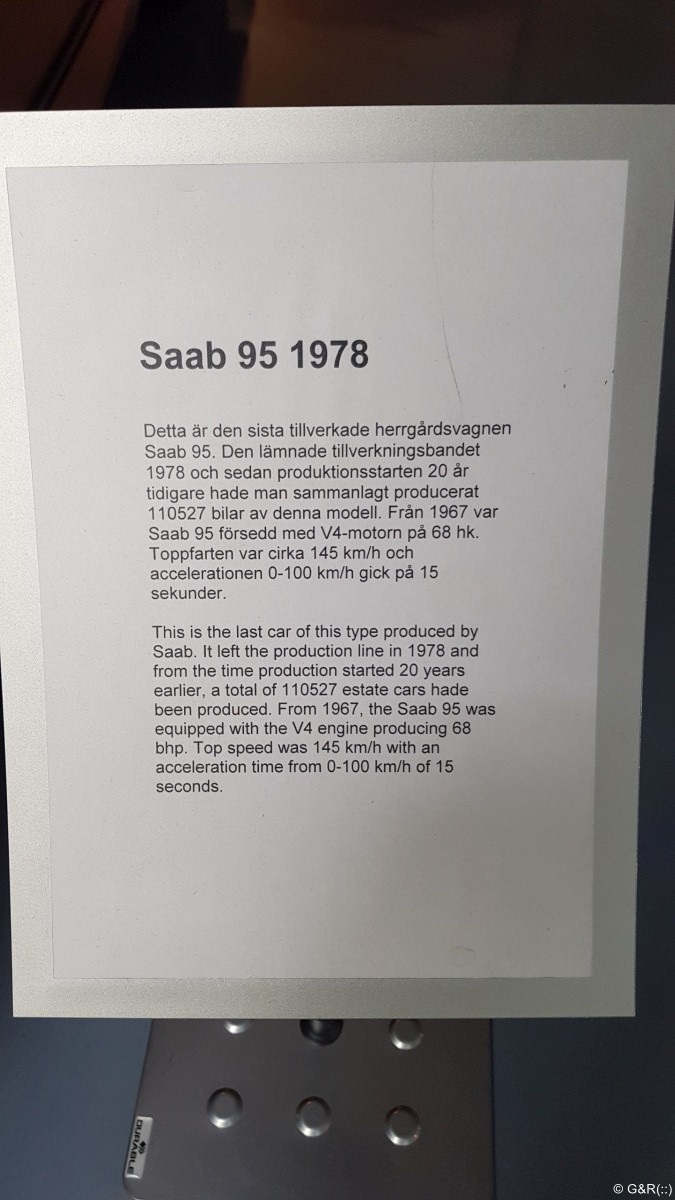 Saab 95 1978
Detta är den sista tillverkade herrgårdsvagnen
Saab 95. Den lämnade tillverkningsbandet
1978 och sedan produktionsstarten 20 år
tidigare hade man sammanlagt producerat
110527 bilar av denna modell. Från 1967 var
Saab 95 försedd med V4-motorn på 68 hk.
Toppfarten var cirka 145 km/h och
accelerationen 0-100 km/h gick på 15
sekunder.
This is the last car of this type produced by
Saab. It left the production line in 1978 and
from the time production started 20 years
earlier, a total of 110527 estate cars hade
been produced. From 1967, the Saab 95 was
equipped with the V4 engine producing 68
bhp. Top speed was 145 km/h with an
acceleration time from 0-100 km/h of 15
seconds.
DURABLE
© G&R(::)